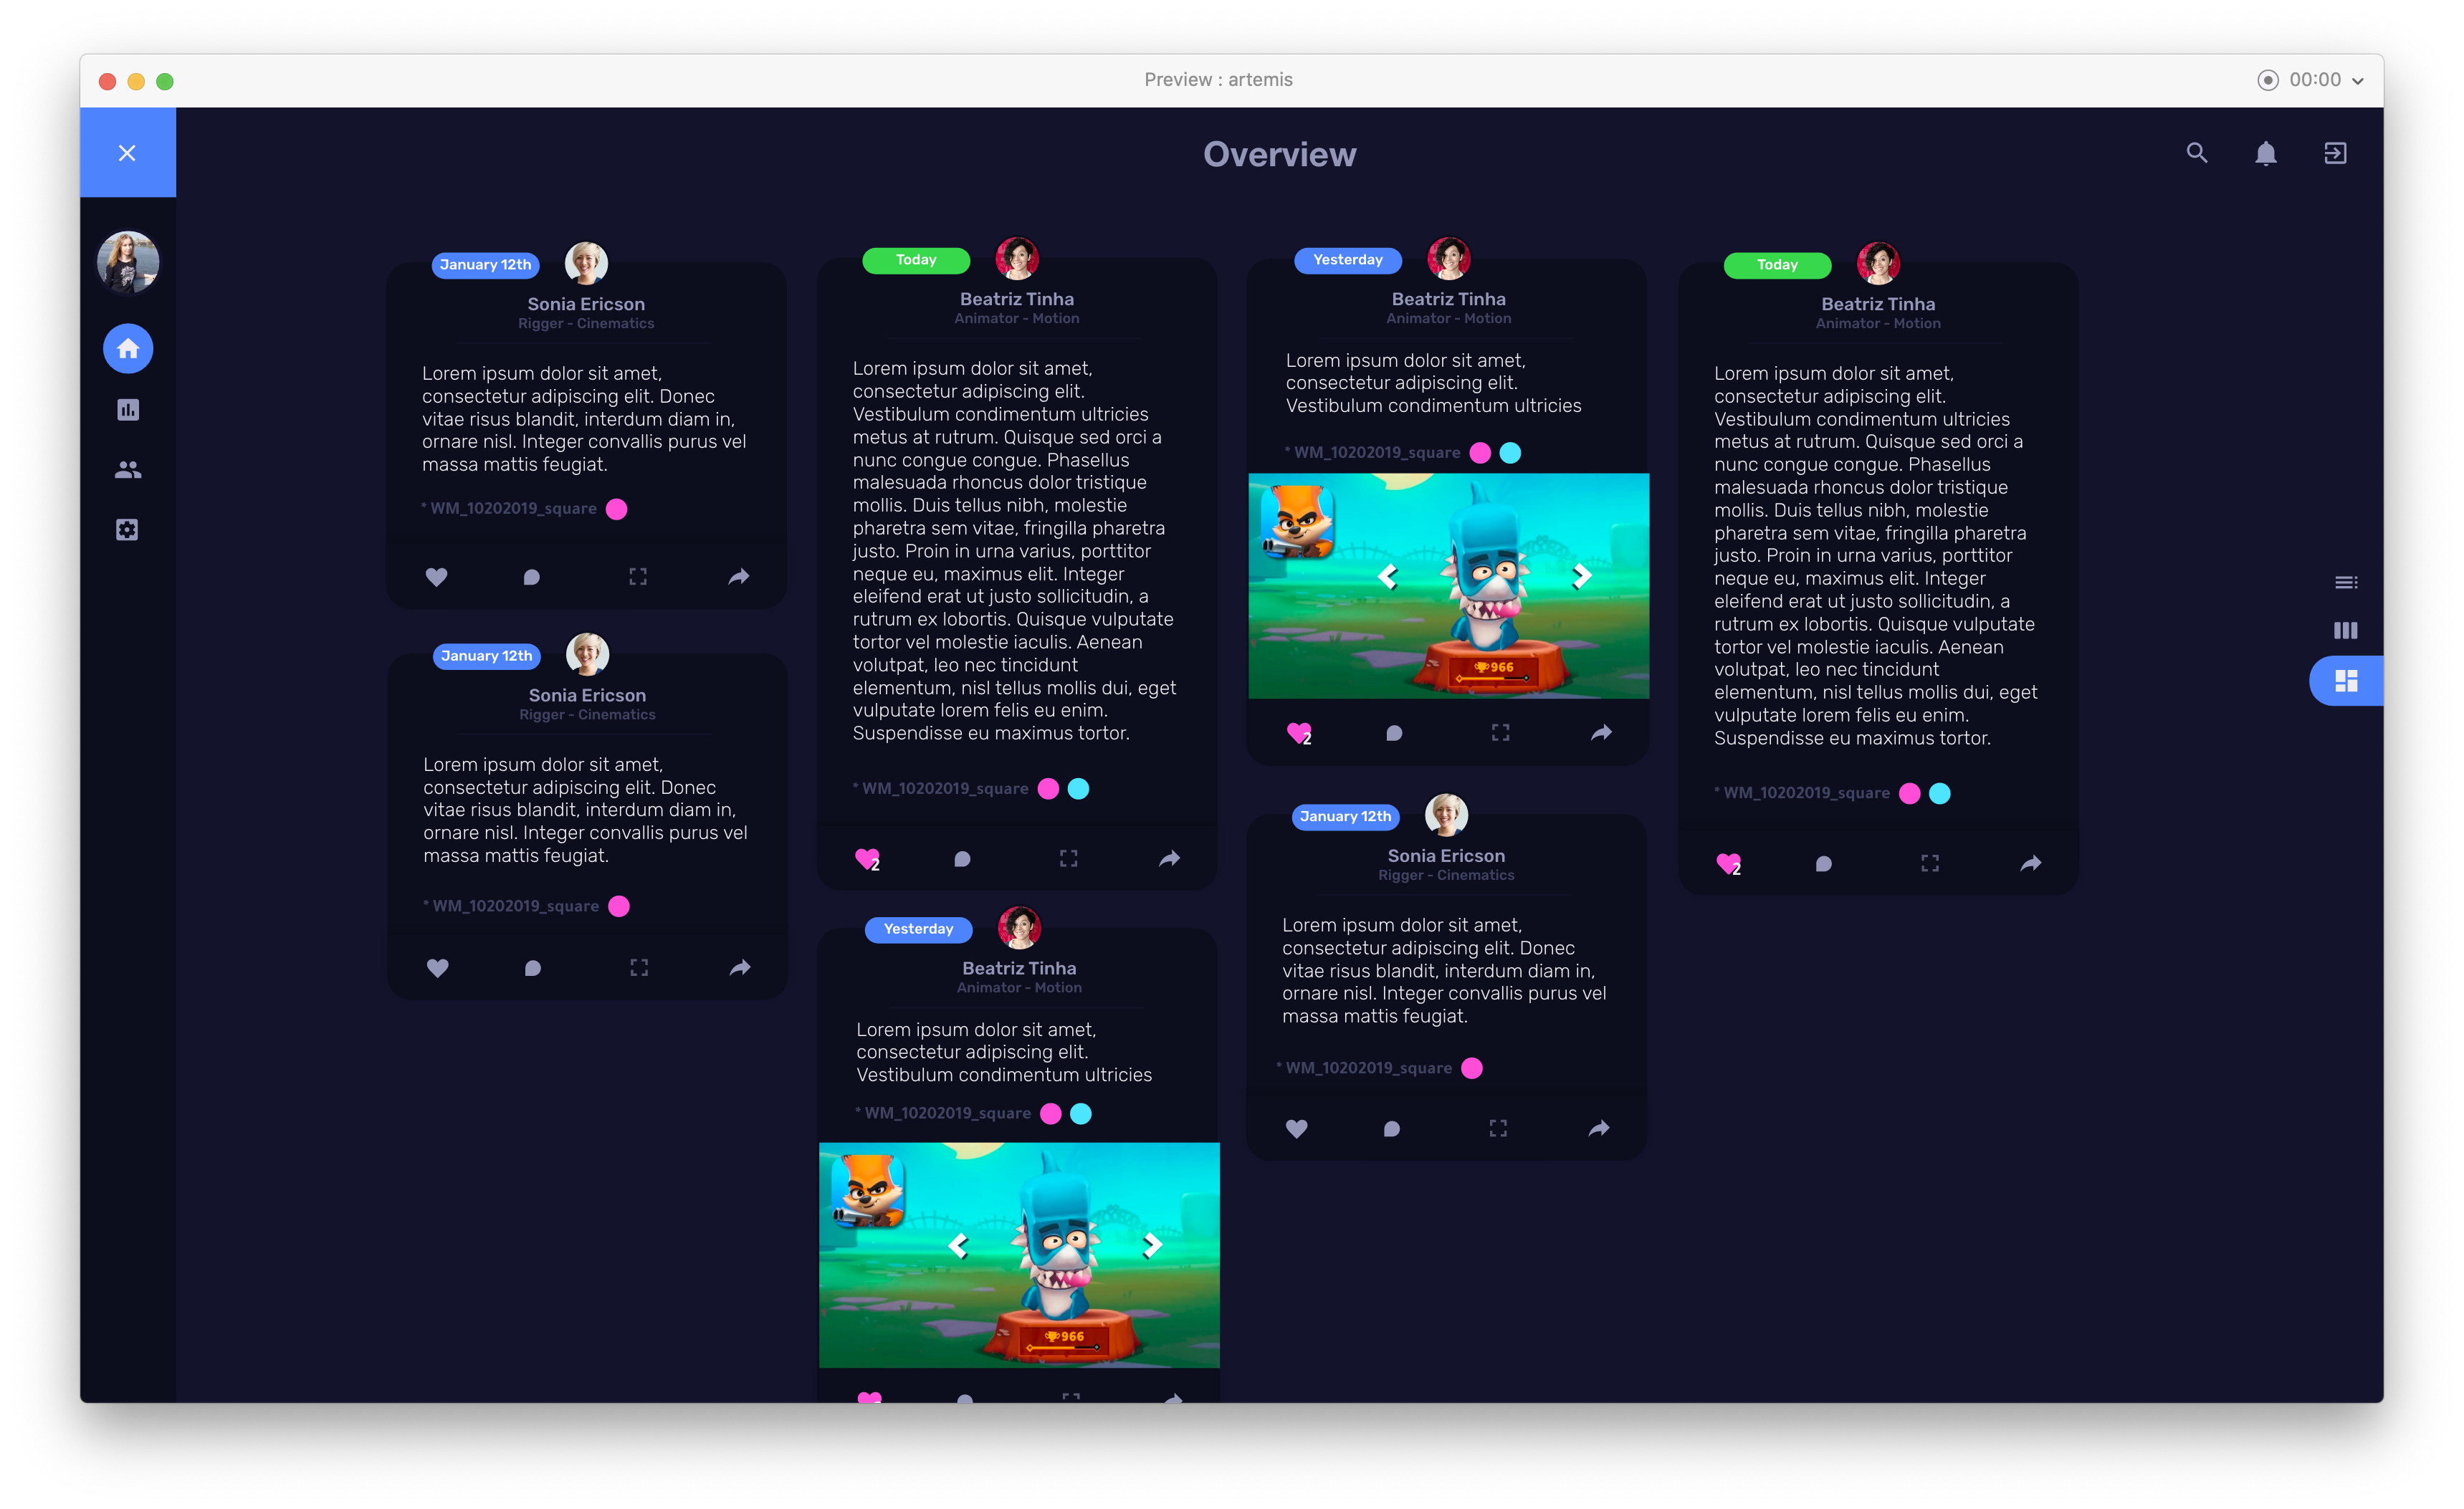 Preview : artemis
00:00
Overview
January 12th
Sonia Ericson
Rigger - Cinematics
Lorem ipsum dolor sit amet,
consectetur adipiscing elit. Donec
vitae risus blandit, interdum diam in,
ornare nisl. Integer convallis purus vel
massa mattis feugiat.
* WM_10202019_square
January 12th
Sonia Ericson
Rigger - Cinematics
Lorem ipsum dolor sit amet,
consectetur adipiscing elit. Donec
vitae risus blandit, interdum diam in,
ornare nisl. Integer convallis purus vel
massa mattis feugiat.
* WM_10202019_square
Today
Beatriz Tinha
Animator - Motion
Lorem ipsum dolor sit amet,
consectetur adipiscing elit.
Vestibulum condimentum ultricies
metus at rutrum. Quisque sed orci a
nunc congue congue. Phasellus
malesuada rhoncus dolor tristique
mollis. Duis tellus nibh, molestie
pharetra sem vitae, fringilla pharetra
justo. Proin in urna varius, porttitor
neque eu, maximus elit. Integer
eleifend erat ut justo sollicitudin, a
rutrum ex lobortis. Quisque vulputate
tortor vel molestie iaculis. Aenean
volutpat, leo nec tincidunt
elementum, nisl tellus mollis dui, eget
vulputate lorem felis eu enim.
Suspendisse eu maximus tortor.
* WM_10202019_square
2
Yesterday
Beatriz Tinha
Animator - Motion
Lorem ipsum dolor sit amet,
consectetur adipiscing elit.
Vestibulum condimentum ultricies
* WM_10202019_square
966
Yesterday
Beatriz Tinha
Animator - Motion
Lorem ipsum dolor sit amet,
consectetur adipiscing elit.
Vestibulum condimentum ultricies
* WM_10202019_square
966
2
January 12th
Sonia Ericson
Rigger - Cinematics
Lorem ipsum dolor sit amet,
consectetur adipiscing elit. Donec
vitae risus blandit, interdum diam in,
ornare nisl. Integer convallis purus vel
massa mattis feugiat.
* WM_10202019_square
Today
Beatriz Tinha
Animator - Motion
Lorem ipsum dolor sit amet,
consectetur adipiscing elit.
Vestibulum condimentum ultricies
metus at rutrum. Quisque sed orci a
nunc congue congue. Phasellus
malesuada rhoncus dolor tristique
mollis. Duis tellus nibh, molestie
pharetra sem vitae, fringilla pharetra
justo. Proin in urna varius, porttitor
neque eu, maximus elit. Integer
eleifend erat ut justo sollicitudin, a
rutrum ex lobortis. Quisque vulputate
tortor vel molestie iaculis. Aenean
volutpat, leo nec tincidunt
elementum, nisl tellus mollis dui, eget
vulputate lorem felis eu enim.
Suspendisse eu maximus tortor.
* WM_10202019_square
2